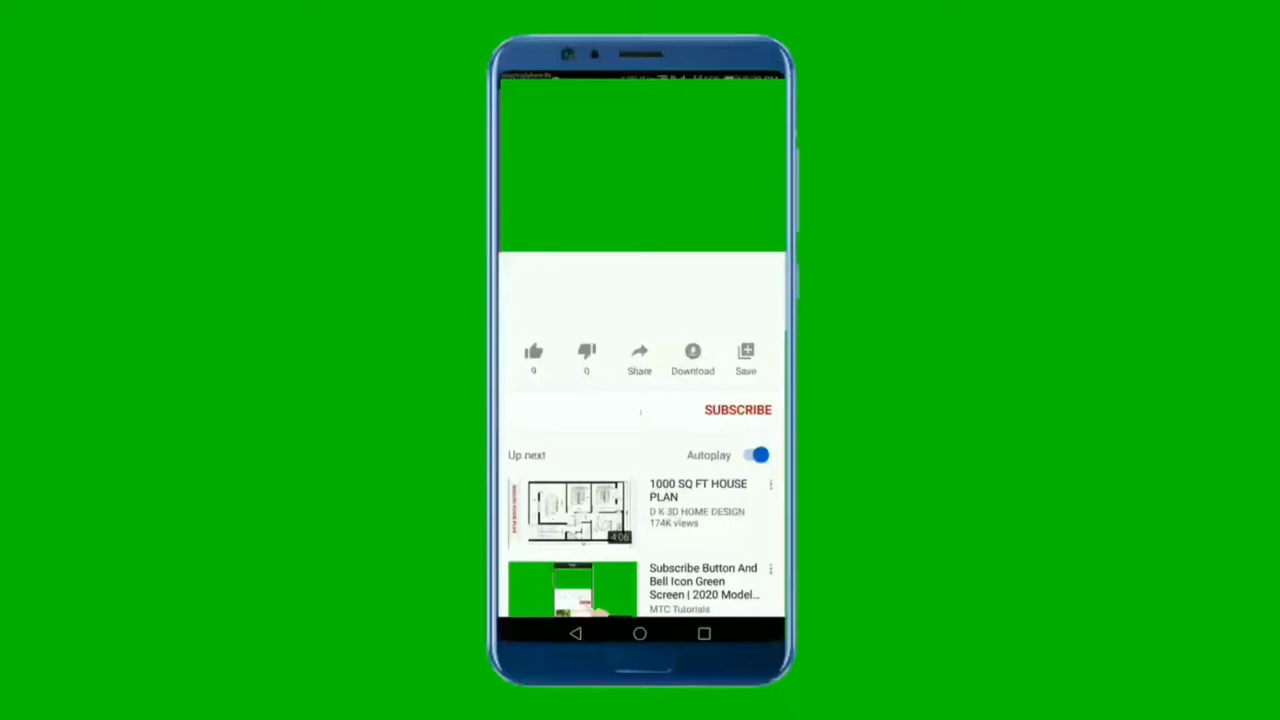 9
0
Share
Download
Save
SUBSCRIBE
Up next
Autoplay
1000 SQ FT HOUSE
PLAN
D K 3D HOME DESIGN
174K views
4:06
Subscribe Button And
Bell Icon Green
Screen | 2020 Model...
MTC Tutorials